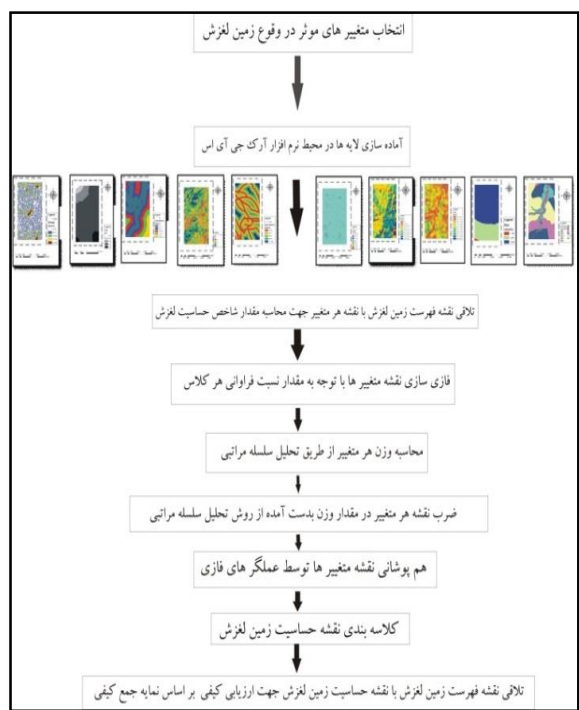 انتخاب متغییر های موثر در وقوع زمین لغزش
آماده سازی لایه ها در محیط نرم افزار آرک جی آی اس
تلاقی نقشه فهرست زمین لغزش با نقشه هر متغییر جهت محاسبه مقدار شاخص حساسیت لغزش
فازی سازی نقشه متغییر ها با توجه به مقدار نسبت فراوانی هر کلاس
محاسبه وزن هر متغییر از طریق تحلیل سلسله مراتبی
ضرب نقشه هر متغییر در مقدار وزن بدست آمده از روش تحلیل سلسله مراتبی
هم پوشانی نقشه متغییر ها توسط عملگر های فازی
کلاسه بندی نقشه حساسیت زمین لغزش
تلاقی نقشه فهرست زمین لغزش با نقشه حساسیت زمین لغزش جهت ارزیابی کیفی بر اساس نمایه جمع کیفی